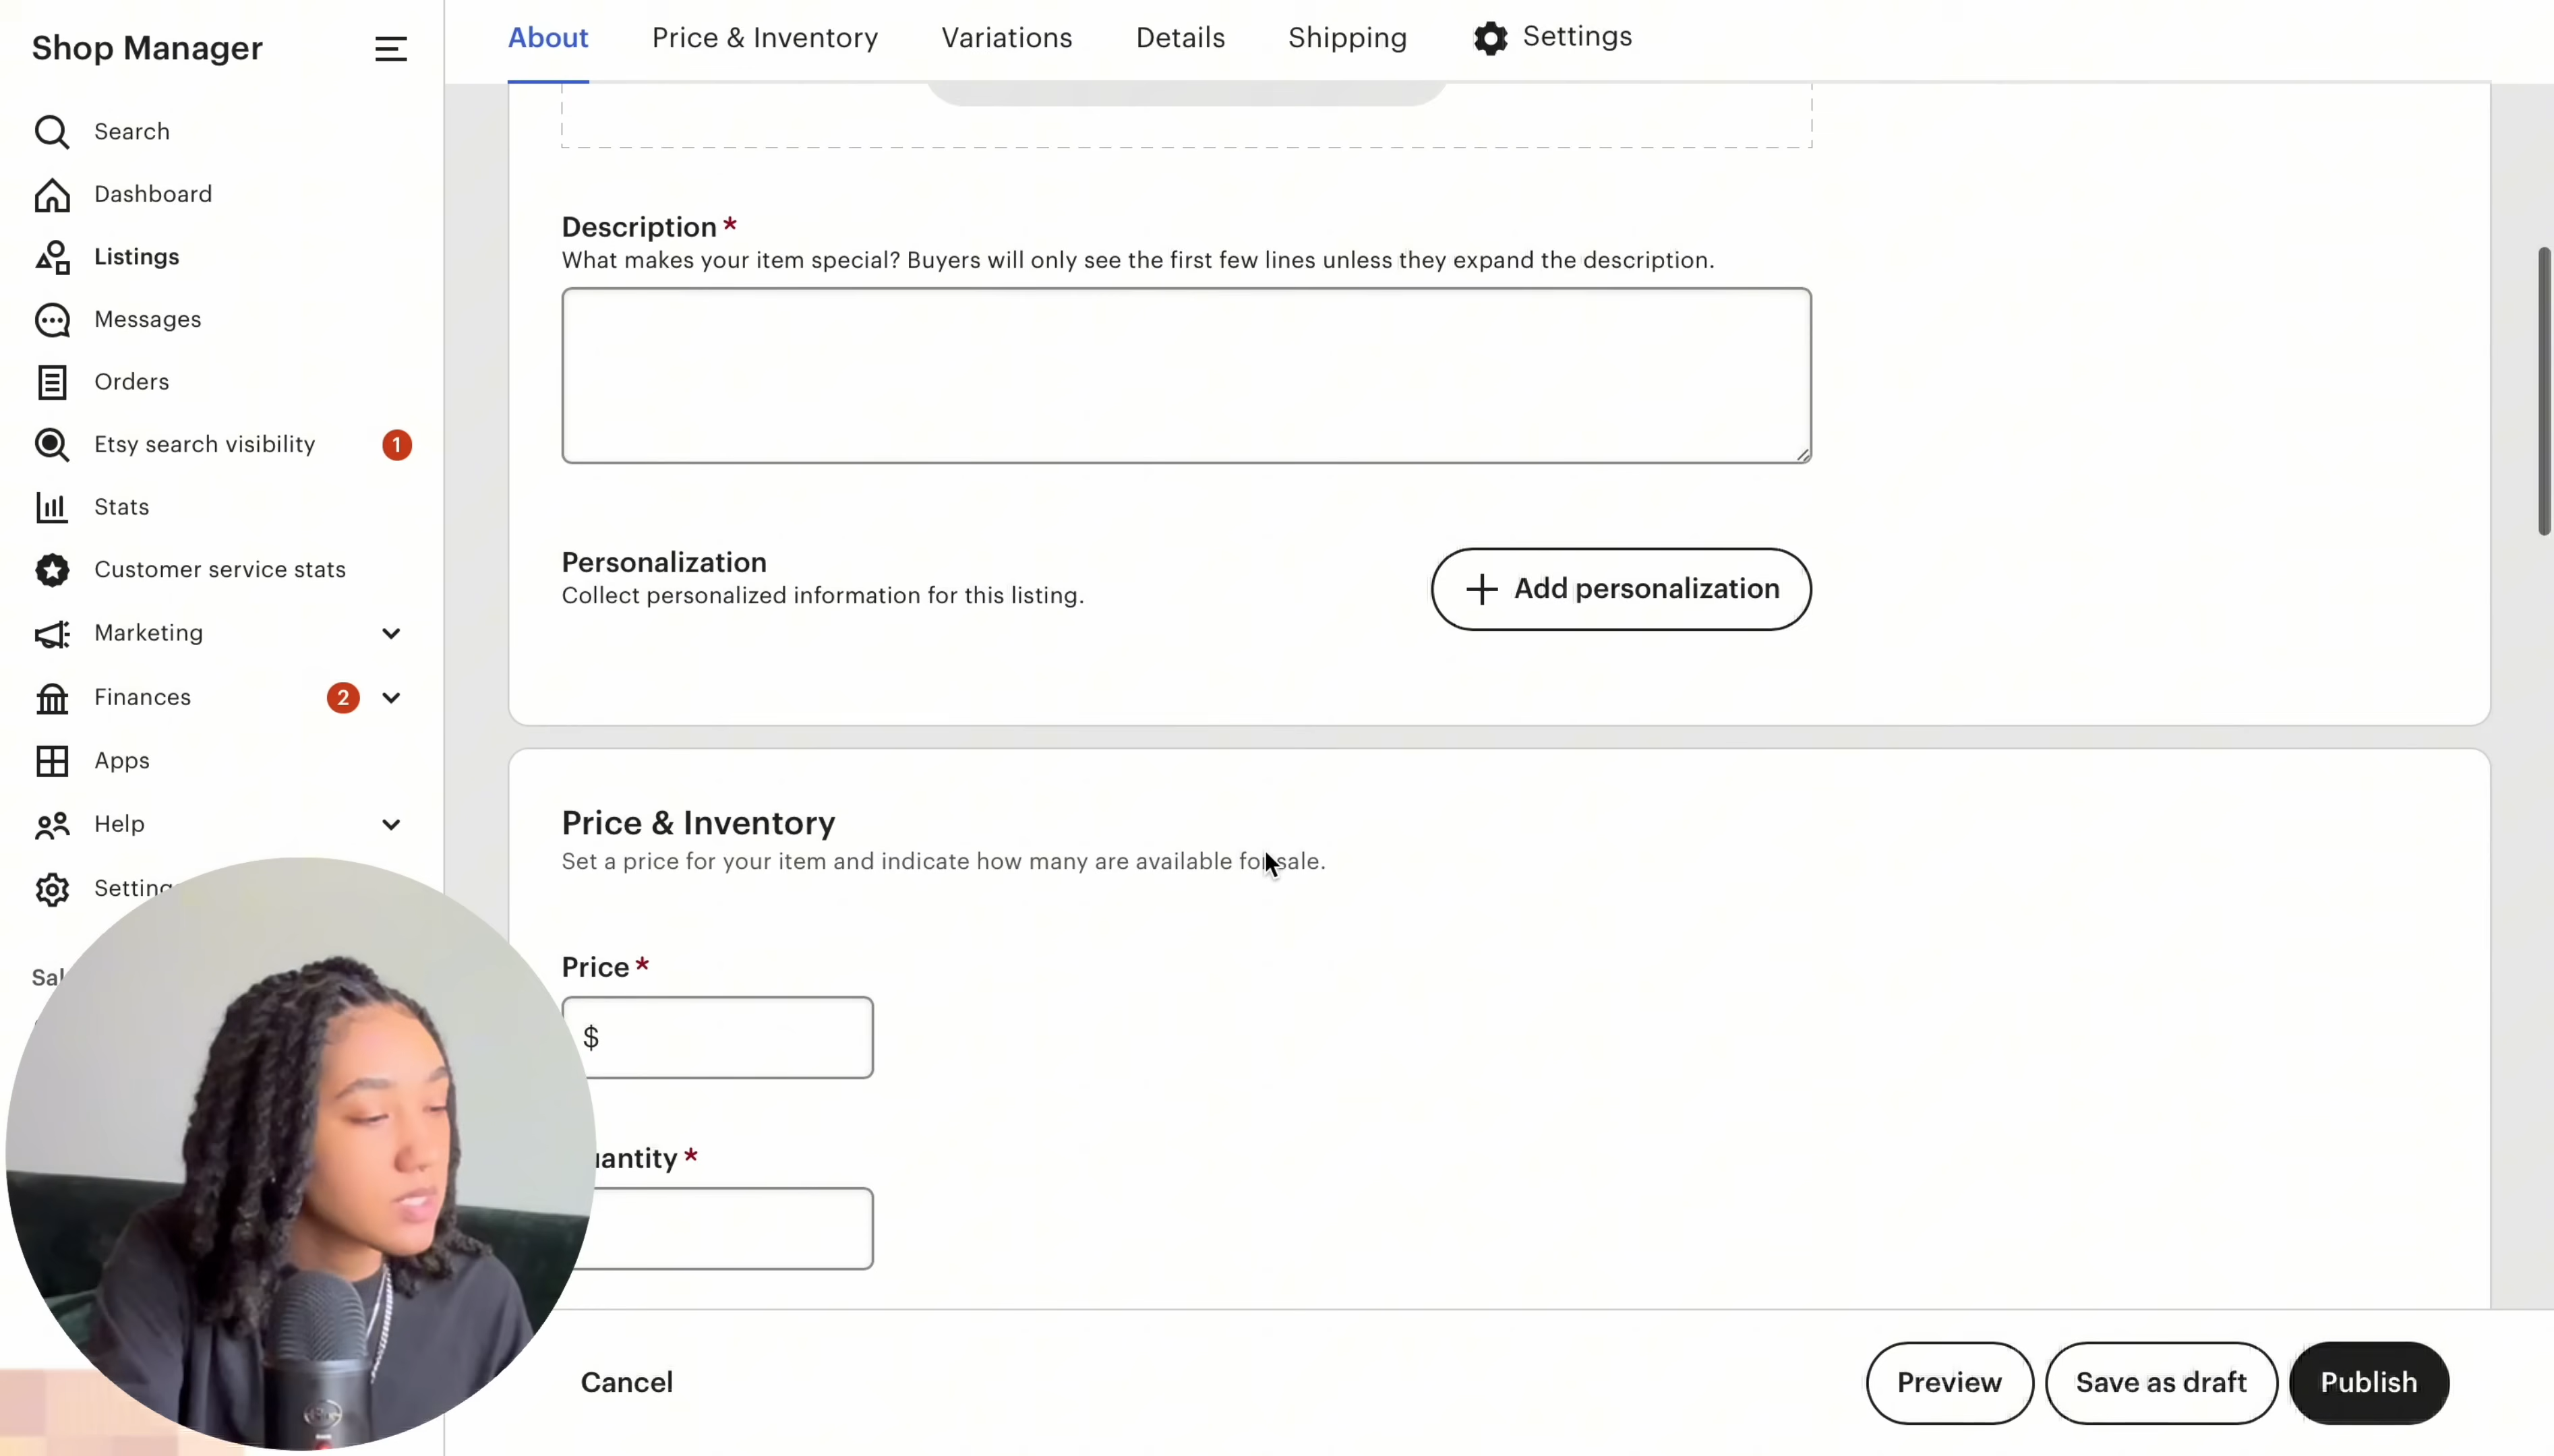 Shop Manager
Search
Dashboard
Listings
Messages
Orders
Etsy search visibility 1
Stats
Customer service stats
Marketing
Finances 2
Apps
Help
About Price & Inventory Variations Details Shipping Settings
Description *
What makes your item special? Buyers will only see the first few lines unless they expand the description.
Personalization
Collect personalized information for this listing.
+ Add personalization
Price & Inventory
Set a price for your item and indicate how many are available for sale.
Price *
$
Cancel Preview Save as draft Publish